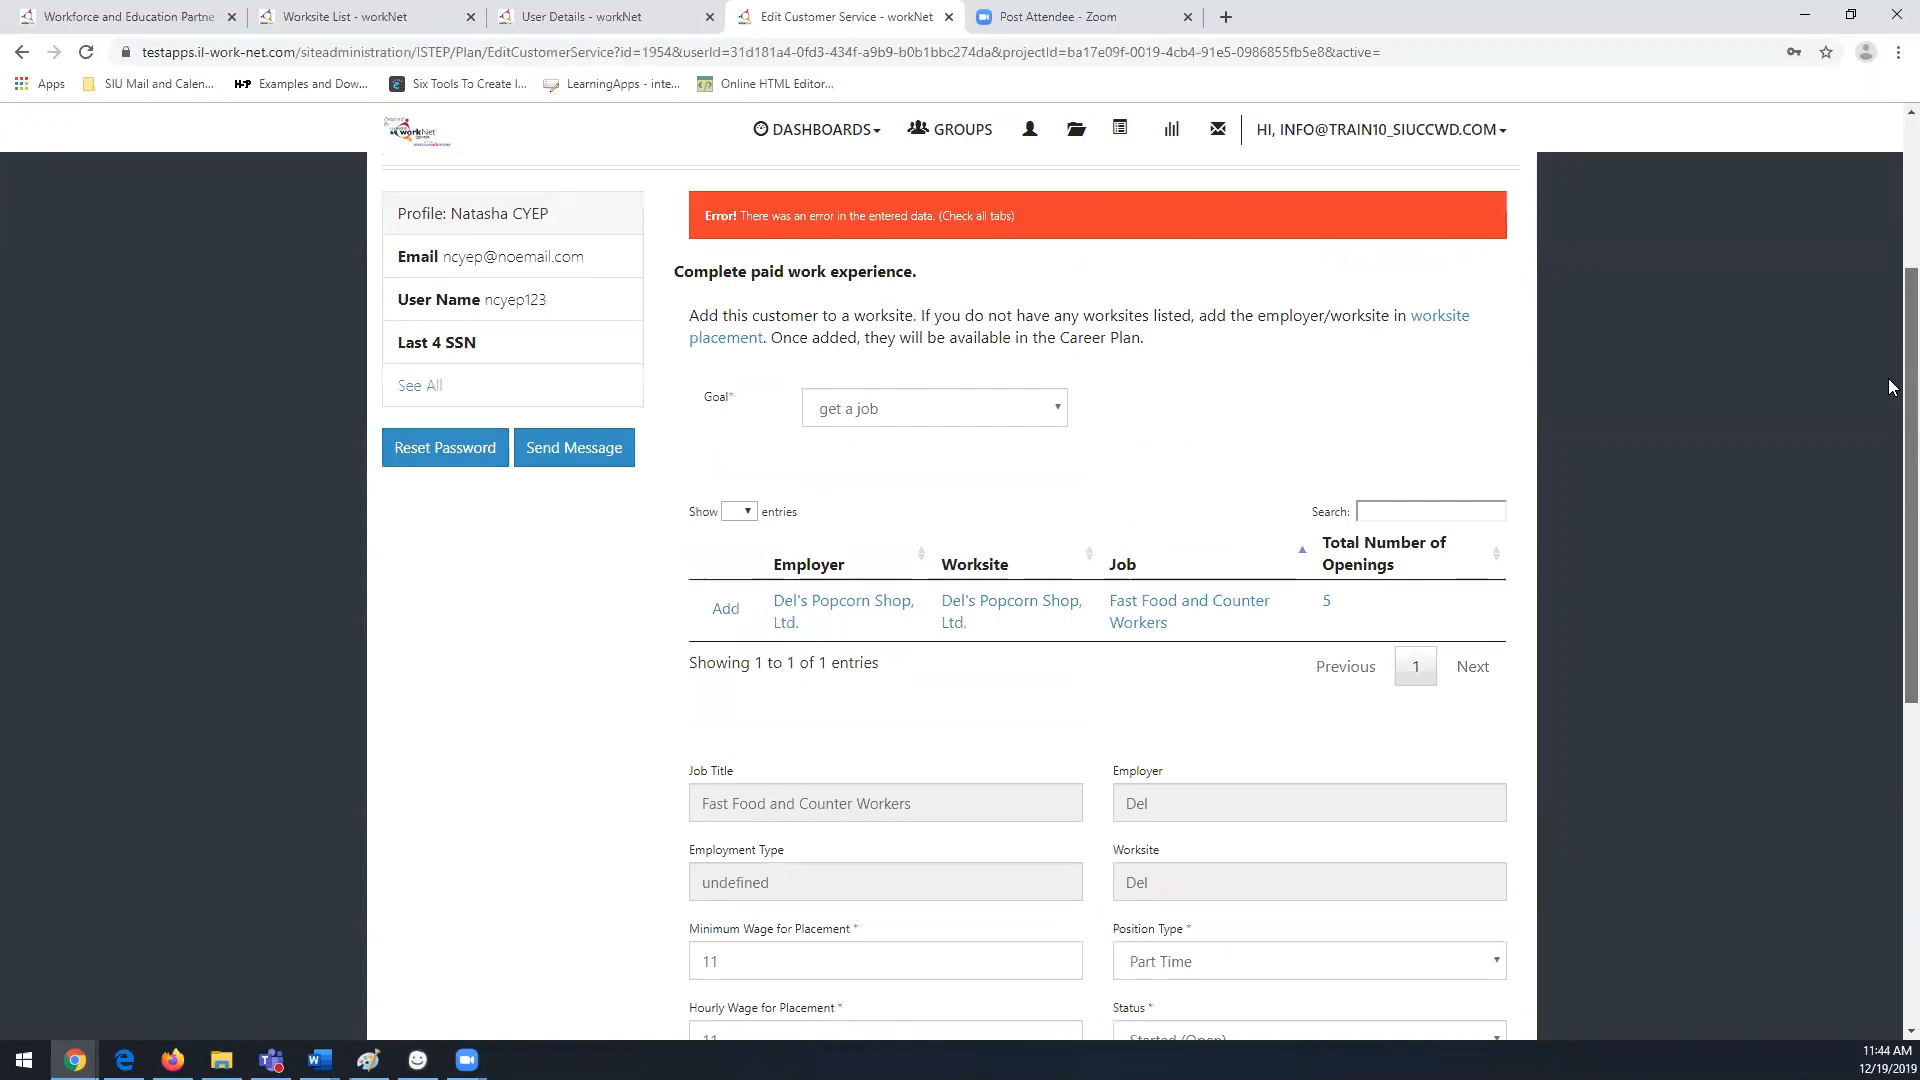 Workforce and Education Partne
Worksite List - workNet
User Details - workNet
Edit Customer Service - workNet
Post Attendee - Zoom
testapps.il-work-net.com/siteadministration/ISTEP/Plan/EditCustomerService?id=1954&userId=31d181a4-0fd3-434f-a9b9-b0b1bbc274da&projectId=ba17e09f-0019-4cb4-91e5-0986855fb5e8&active=
Apps
SIU Mail and Calen...
Examples and Dow...
Six Tools To Create I...
LearningApps - inte...
Online HTML Editor...
workNet
DASHBOARDS
GROUPS
HI, INFO@TRAIN10_SIUCCWD.COM
Profile: Natasha CYEP
Email ncyep@noemail.com
User Name ncyep123
Last 4 SSN
See All
Reset Password
Send Message
Error! There was an error in the entered data. (Check all tabs)
Complete paid work experience.
Add this customer to a worksite. If you do not have any worksites listed, add the employer/worksite in worksite
placement. Once added, they will be available in the Career Plan.
Goal*
get a job
Show entries
Search:
Employer
Worksite
Job
Total Number of
Openings
Add
Del's Popcorn Shop,
Ltd.
Del's Popcorn Shop,
Ltd.
Fast Food and Counter
Workers
5
Showing 1 to 1 of 1 entries
Previous
1
Next
Job Title
Employer
Fast Food and Counter Workers
Del
Employment Type
Worksite
undefined
Del
Minimum Wage for Placement *
Position Type *
11
Part Time
Hourly Wage for Placement *
Status *
11
Started (Open)
11:44 AM
12/19/2019